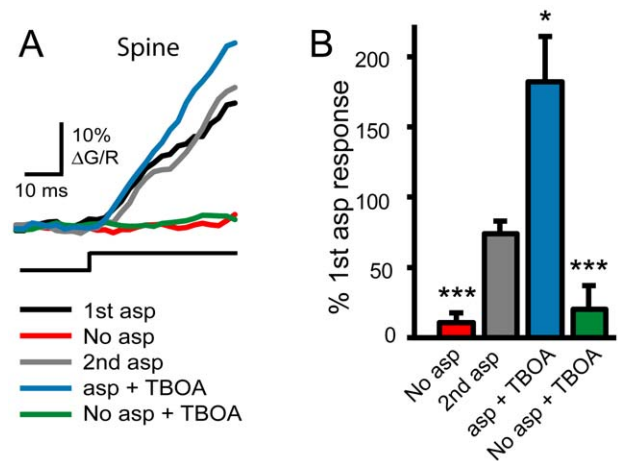 A
Spine
10%
ΔG/R
10 ms
1st asp
No asp
2nd asp
asp + TBOA
No asp + TBOA
B
% 1st asp response
200
150
100
50
0
***
*
***
No asp
2nd asp
asp + TBOA
No asp + TBOA